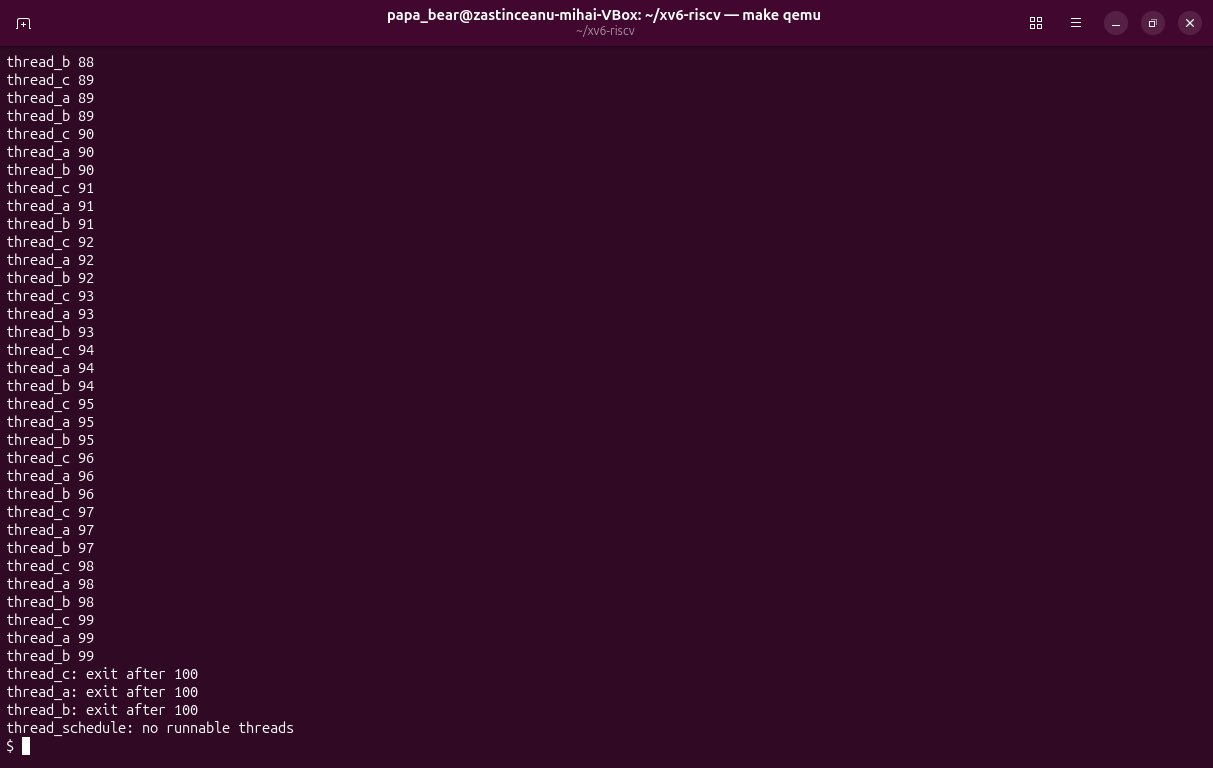 papa_bear@zastinceanu-mihai-VBox: ~/xv6-riscv — make qemu
~/xv6-riscv
thread_b 88
thread_c 89
thread_a 89
thread_b 89
thread_c 90
thread_a 90
thread_b 90
thread_c 91
thread_a 91
thread_b 91
thread_c 92
thread_a 92
thread_b 92
thread_c 93
thread_a 93
thread_b 93
thread_c 94
thread_a 94
thread_b 94
thread_c 95
thread_a 95
thread_b 95
thread_c 96
thread_a 96
thread_b 96
thread_c 97
thread_a 97
thread_b 97
thread_c 98
thread_a 98
thread_b 98
thread_c 99
thread_a 99
thread_b 99
thread_c: exit after 100
thread_a: exit after 100
thread_b: exit after 100
thread_schedule: no runnable threads
$